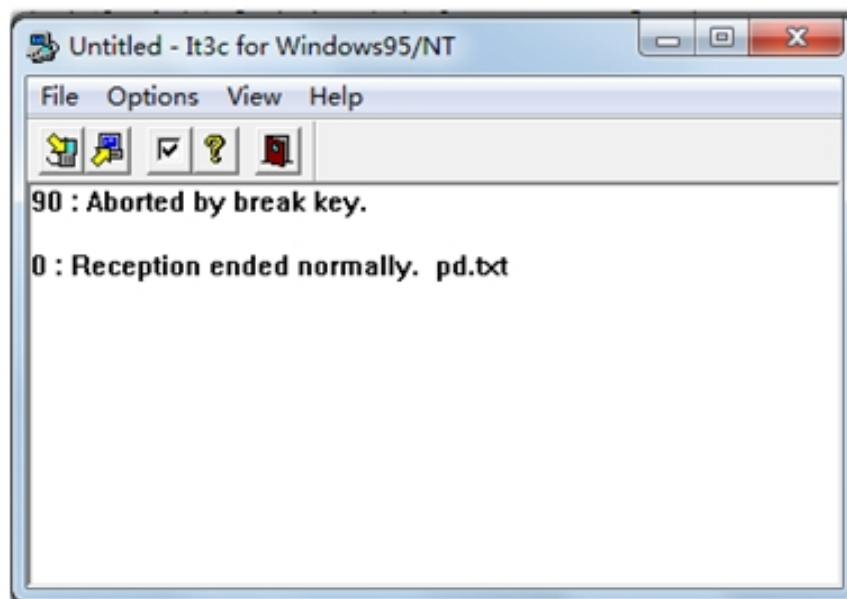 Untitled - It3c for Windows95/NT
File Options View Help
90 : Aborted by break key.
0 : Reception ended normally. pd.txt